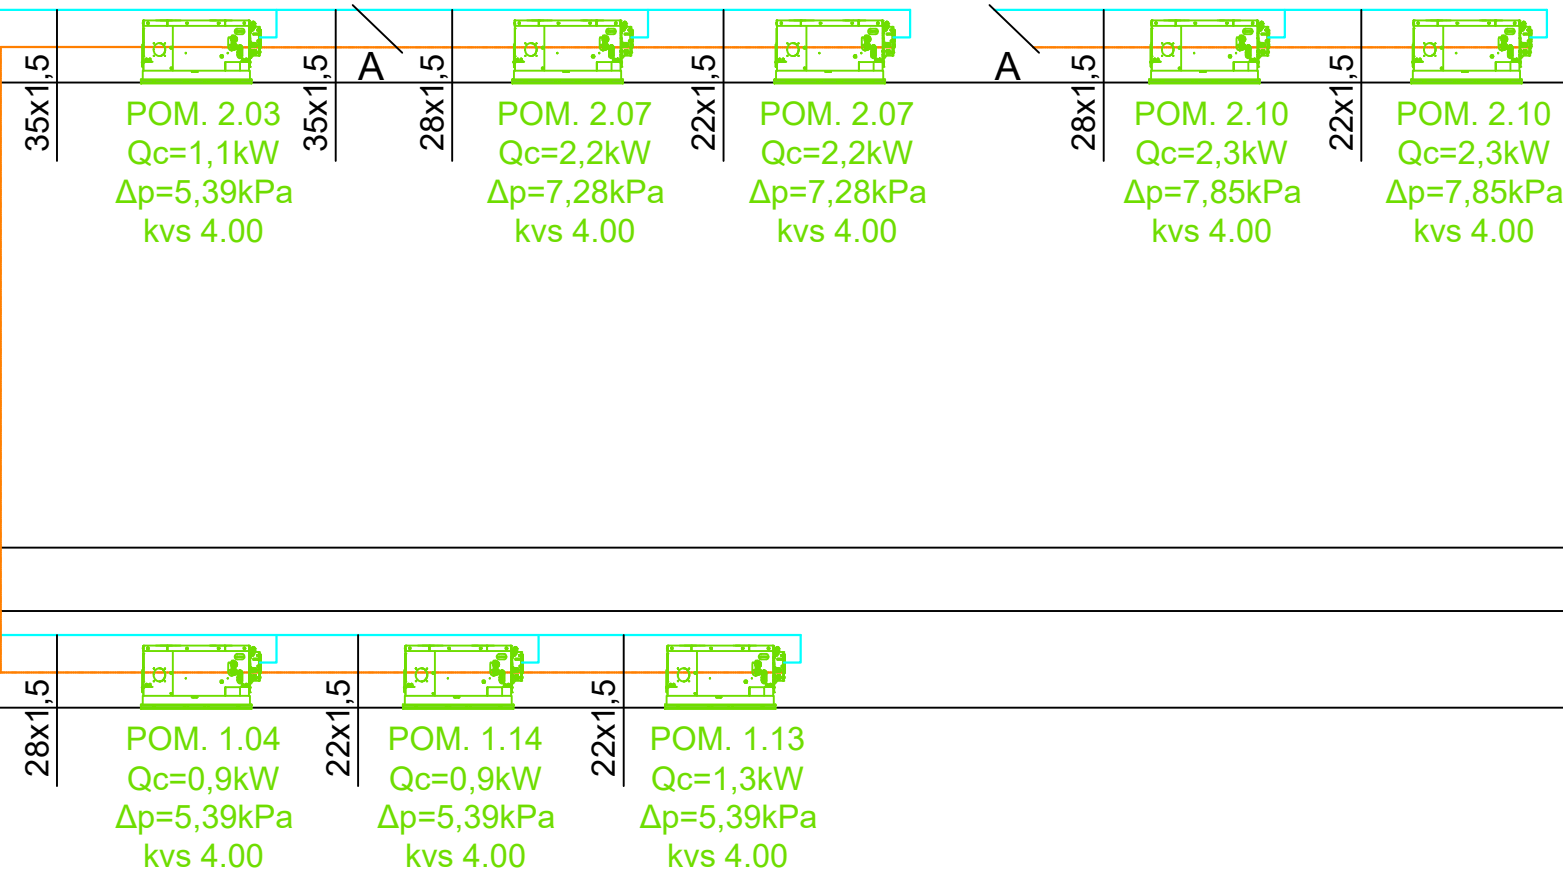 35x1,5
POM. 2.03
Qc=1,1kW
Δp=5,39kPa
kvs 4.00
35x1,5
A
28x1,5
POM. 2.07
Qc=2,2kW
Δp=7,28kPa
kvs 4.00
22x1,5
POM. 2.07
Qc=2,2kW
Δp=7,28kPa
kvs 4.00
A
28x1,5
POM. 2.10
Qc=2,3kW
Δp=7,85kPa
kvs 4.00
22x1,5
POM. 2.10
Qc=2,3kW
Δp=7,85kPa
kvs 4.00
28x1,5
POM. 1.04
Qc=0,9kW
Δp=5,39kPa
kvs 4.00
22x1,5
POM. 1.14
Qc=0,9kW
Δp=5,39kPa
kvs 4.00
22x1,5
POM. 1.13
Qc=1,3kW
Δp=5,39kPa
kvs 4.00